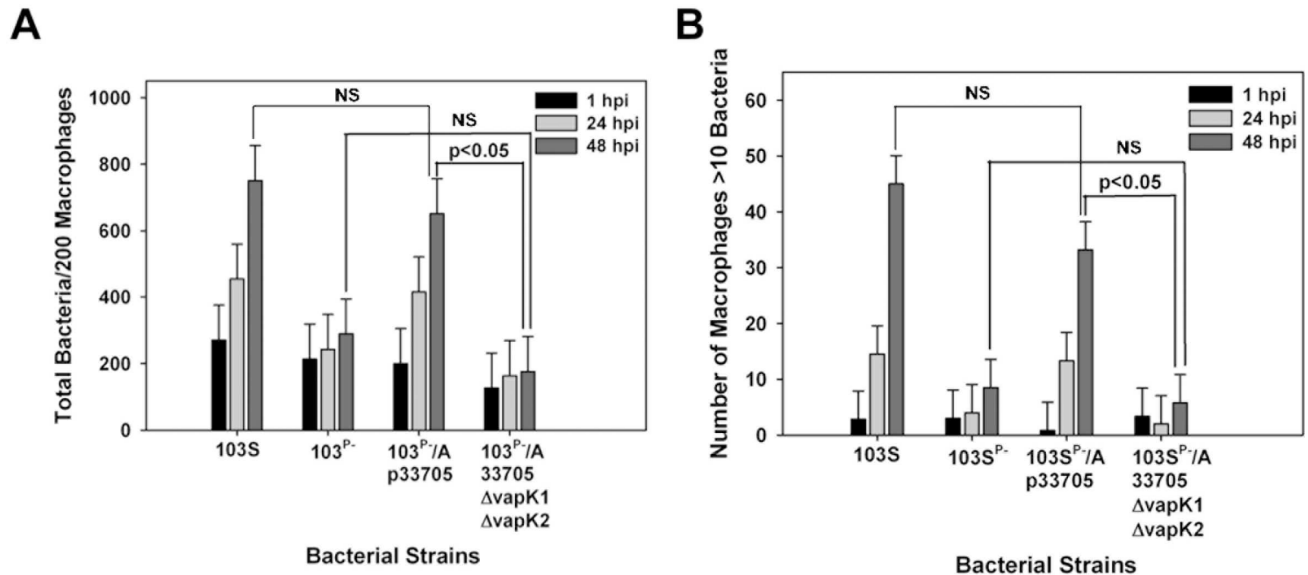 A
Total Bacteria/200 Macrophages
1000
800
600
400
200
0
NS
NS
p<0.05
1 hpi
24 hpi
48 hpi
103S
103P-
103P-/A
p33705
103P-/A
33705
ΔvapK1
ΔvapK2
Bacterial Strains
B
Number of Macrophages >10 Bacteria
60
50
40
30
20
10
0
NS
NS
p<0.05
1 hpi
24 hpi
48 hpi
103S
103SP-
103SP-/A
p33705
103SP-/A
33705
ΔvapK1
ΔvapK2
Bacterial Strains